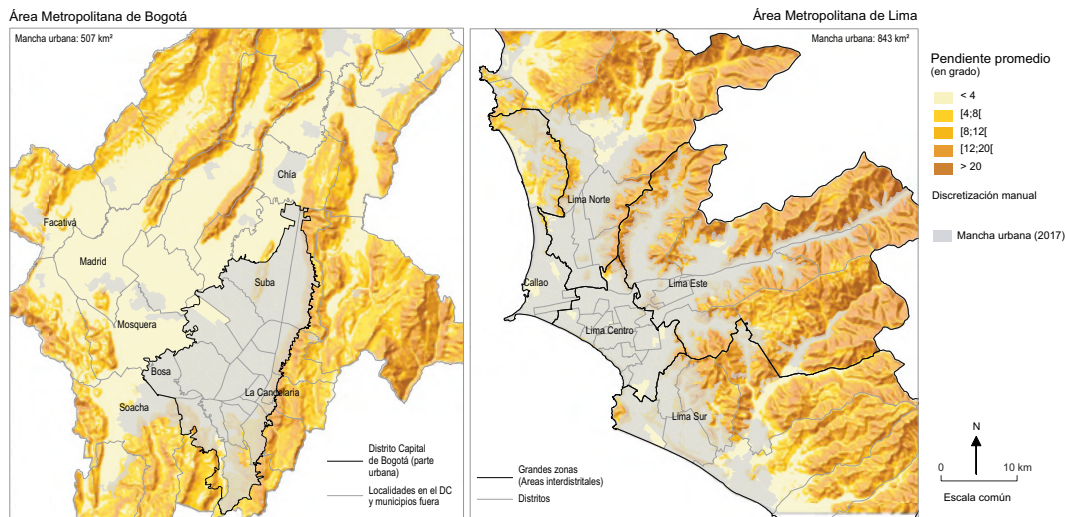 Área Metropolitana de Bogotá
Mancha urbana: 507 km²
Chía
Facativá
Madrid
Suba
Mosquera
Bosa
La Candelaria
Soacha
Distrito Capital
de Bogotá (parte
urbana)
Localidades en el DC
y municipios fuera
Área Metropolitana de Lima
Mancha urbana: 843 km²
Lima Norte
Callao
Lima Este
Lima Centro
Lima Sur
Grandes zonas
(Áreas interdistritales)
Distritos
Pendiente promedio
(en grado)
< 4
[4;8[
[8;12[
[12;20[
> 20
Discretización manual
Mancha urbana (2017)
N
0 10 km
Escala común